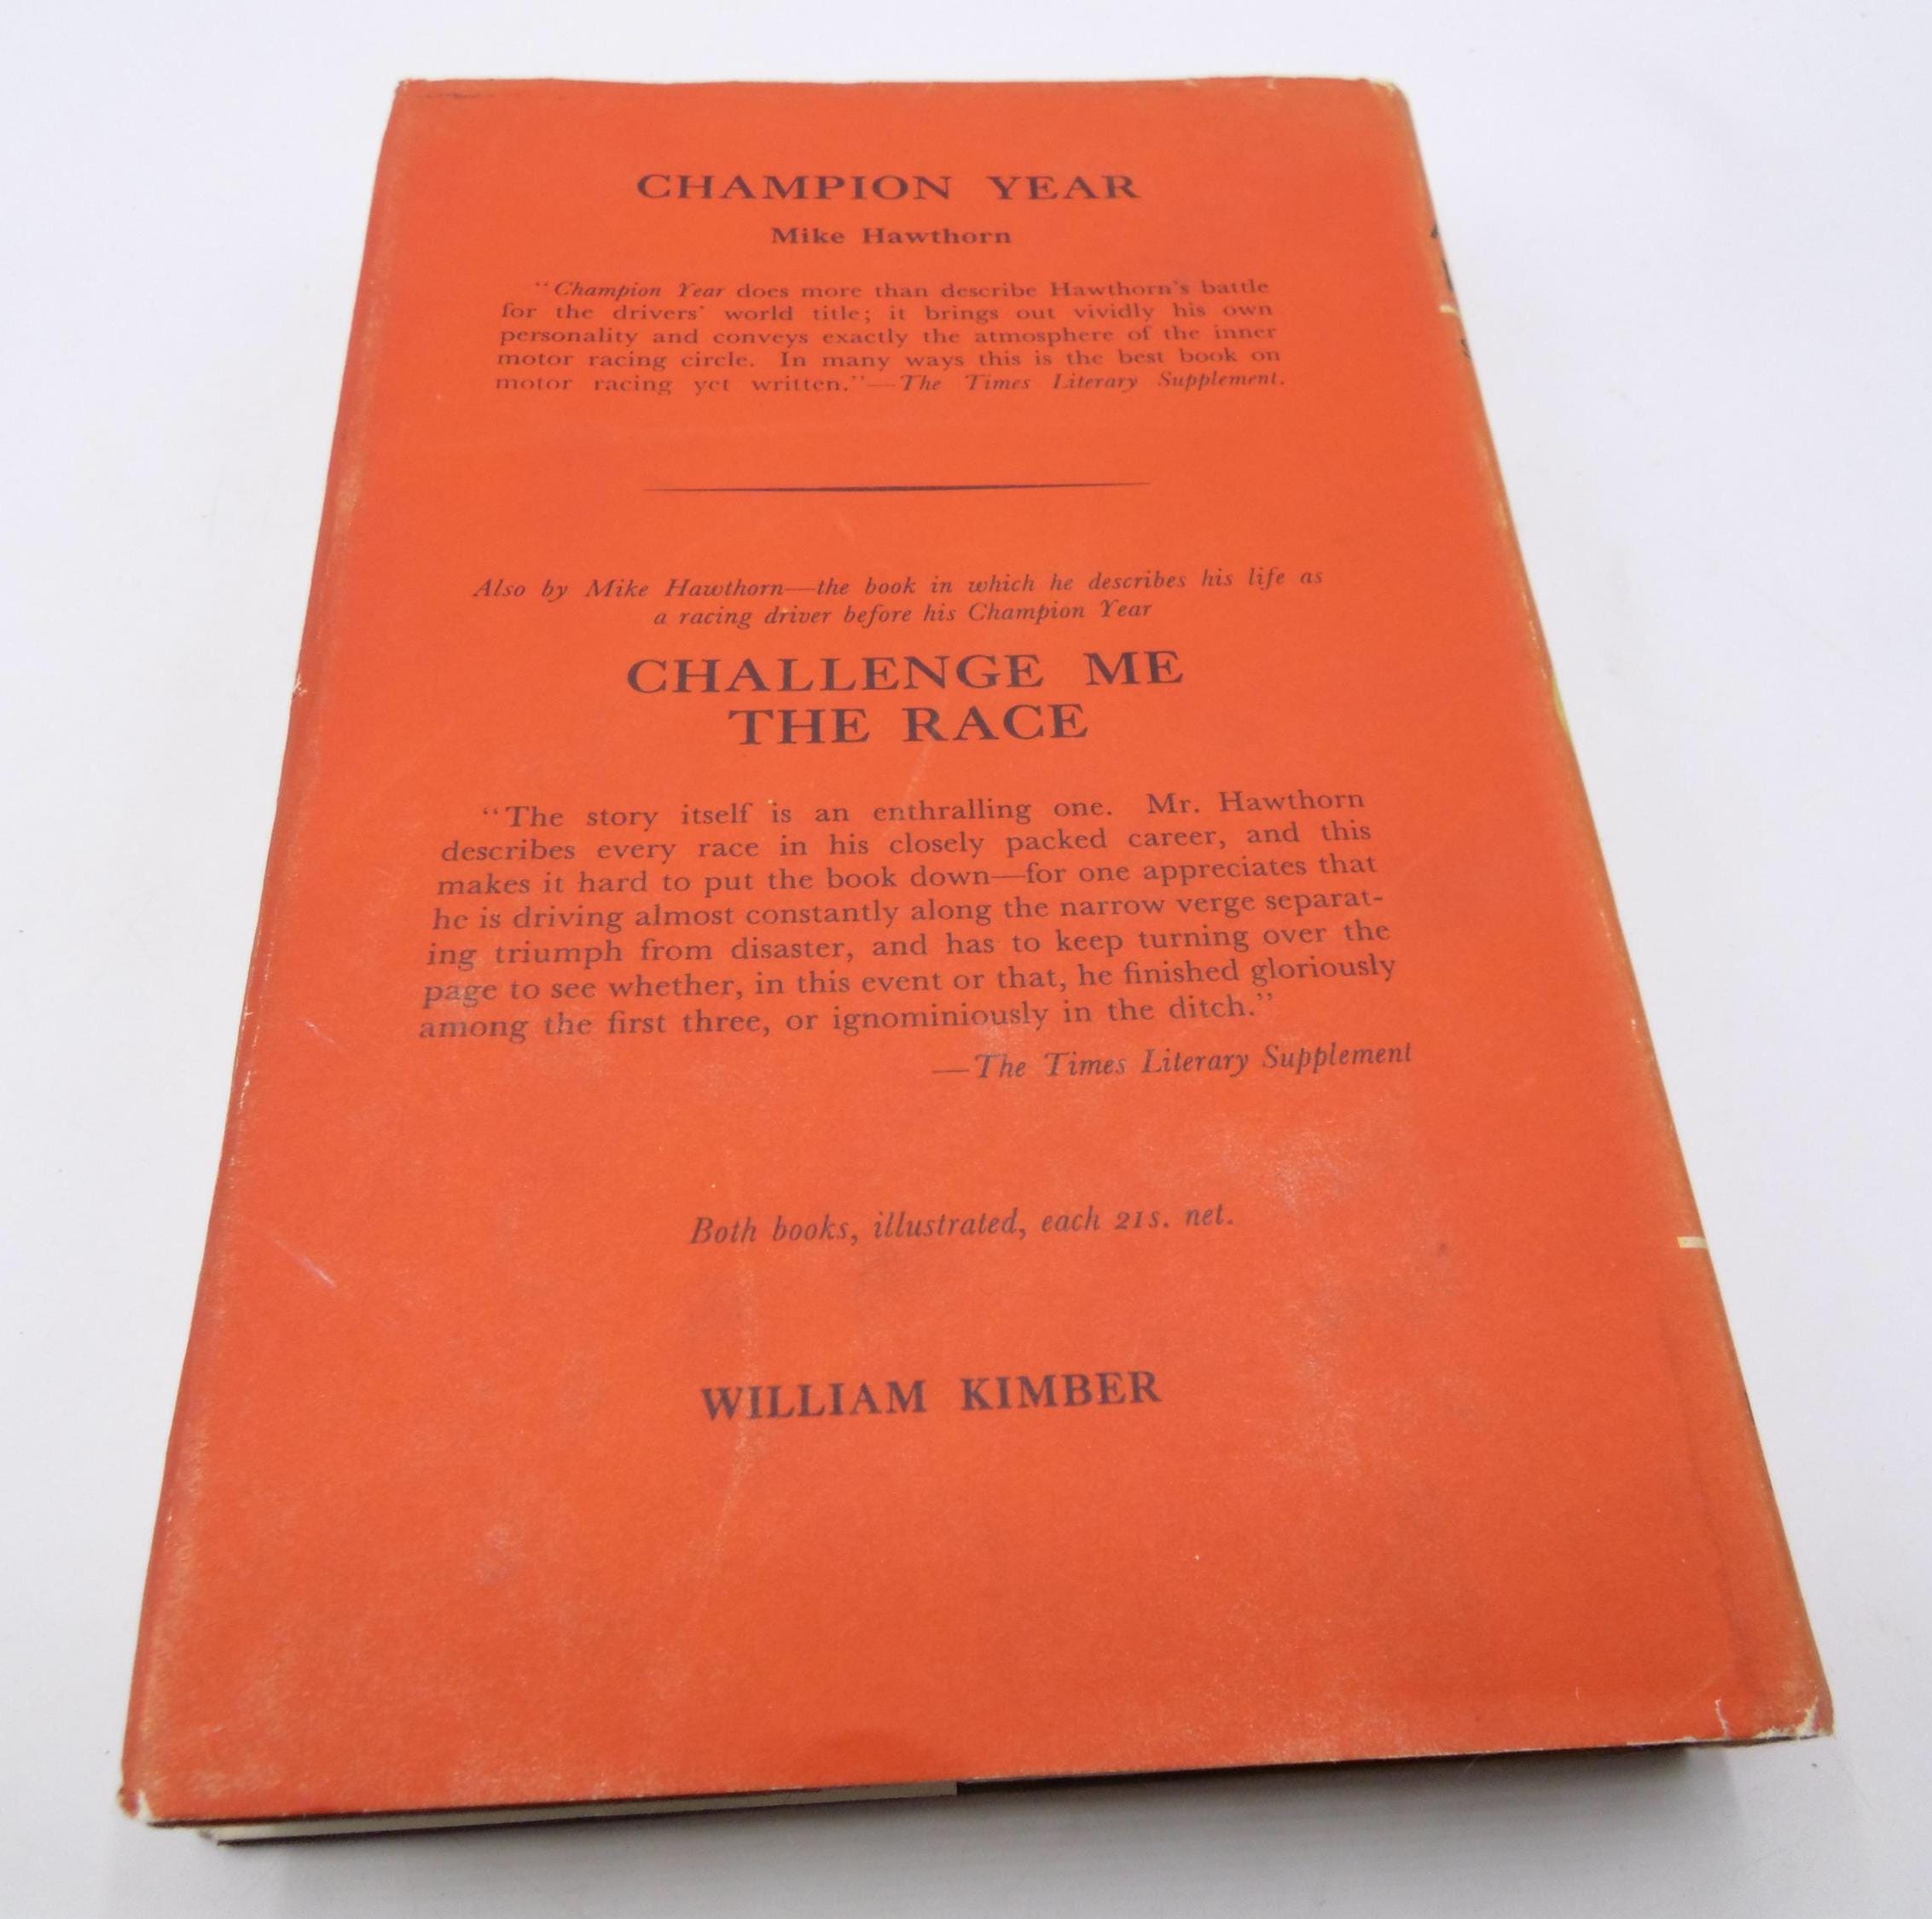 CHAMPION YEAR
Mike Hawthorn
“Champion Year does more than describe Hawthorn's battle
for the drivers' world title; it brings out vividly his own
personality and conveys exactly the atmosphere of the inner
motor racing circle. In many ways this is the best book on
motor racing yet written.”—The Times Literary Supplement.
Also by Mike Hawthorn—the book in which he describes his life as
a racing driver before his Champion Year
CHALLENGE ME
THE RACE
“The story itself is an enthralling one. Mr. Hawthorn
describes every race in his closely packed career, and this
makes it hard to put the book down—for one appreciates that
he is driving almost constantly along the narrow verge separat-
ing triumph from disaster, and has to keep turning over the
page to see whether, in this event or that, he finished gloriously
among the first three, or ignominiously in the ditch.”
—The Times Literary Supplement
Both books, illustrated, each 21s. net.
WILLIAM KIMBER